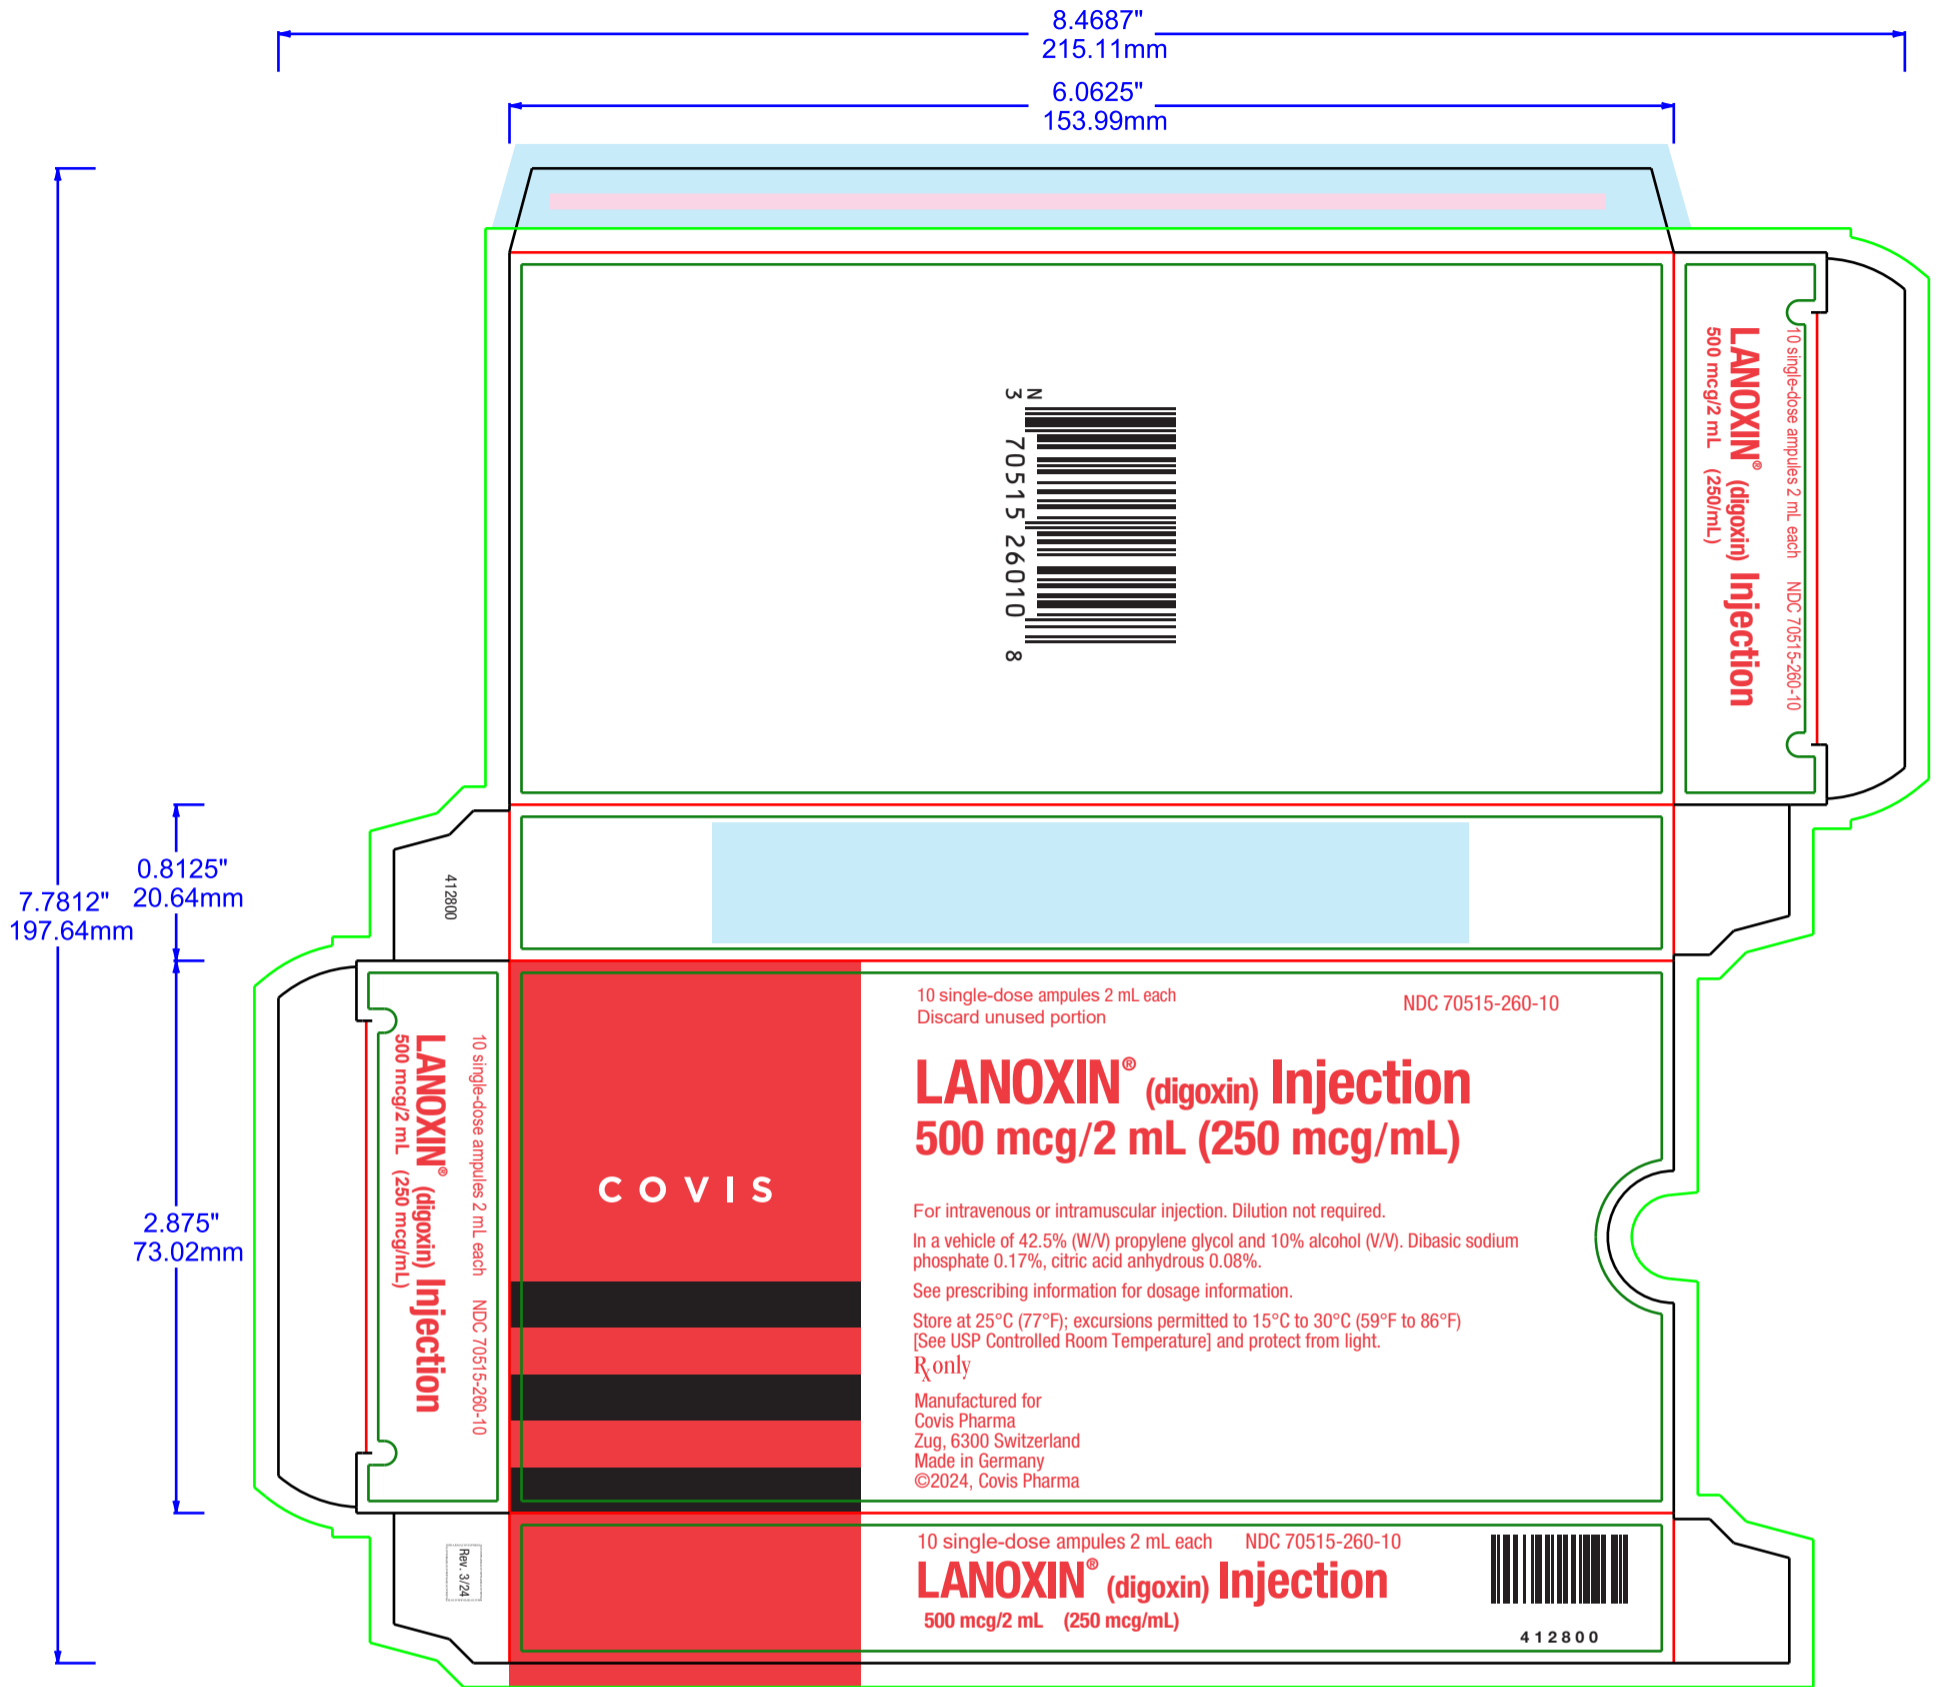 8.4687"
215.11mm
6.0625"
153.99mm
N
3 70515 26010 8
10 single-dose ampules 2 mL each NDC 70515-260-10
LANOXIN® (digoxin) Injection
500 mcg/2 mL (250/mL)
0.8125"
20.64mm
7.7812"
197.64mm
412800
2.875"
73.02mm
10 single-dose ampules 2 mL each NDC 70515-260-10
LANOXIN® (digoxin) Injection
500 mcg/2 mL (250 mcg/mL)
COVIS
10 single-dose ampules 2 mL each
Discard unused portion
NDC 70515-260-10
LANOXIN® (digoxin) Injection
500 mcg/2 mL (250 mcg/mL)
For intravenous or intramuscular injection. Dilution not required.
In a vehicle of 42.5% (W/V) propylene glycol and 10% alcohol (V/V). Dibasic sodium
phosphate 0.17%, citric acid anhydrous 0.08%.
See prescribing information for dosage information.
Store at 25°C (77°F); excursions permitted to 15°C to 30°C (59°F to 86°F)
[See USP Controlled Room Temperature] and protect from light.
℞ only
Manufactured for
Covis Pharma
Zug, 6300 Switzerland
Made in Germany
©2024, Covis Pharma
Rev. 3/24
10 single-dose ampules 2 mL each NDC 70515-260-10
LANOXIN® (digoxin) Injection
500 mcg/2 mL (250 mcg/mL)
412800